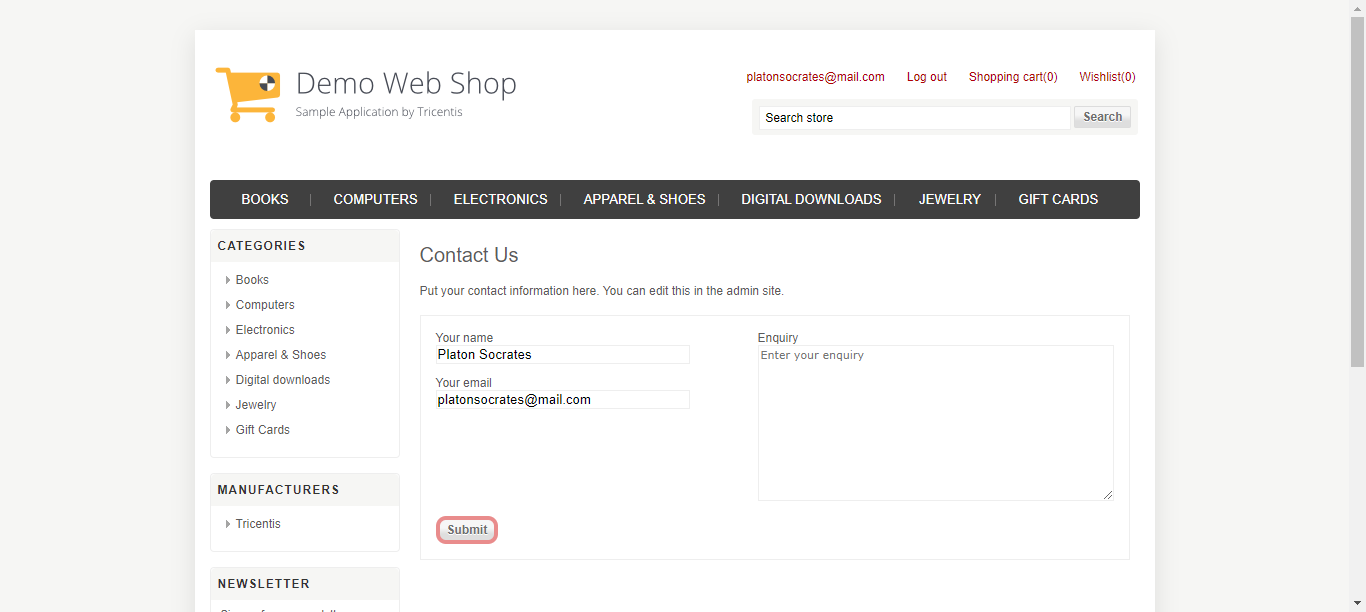 Demo Web Shop
Sample Application by Tricentis
platonsocrates@mail.com Log out Shopping cart(0) Wishlist(0)
Search store Search
BOOKS COMPUTERS ELECTRONICS APPAREL & SHOES DIGITAL DOWNLOADS JEWELRY GIFT CARDS
CATEGORIES
Books
Computers
Electronics
Apparel & Shoes
Digital downloads
Jewelry
Gift Cards
MANUFACTURERS
Tricentis
NEWSLETTER
Contact Us
Put your contact information here. You can edit this in the admin site.
Your name
Platon Socrates
Your email
platonsocrates@mail.com
Enquiry
Enter your enquiry
Submit